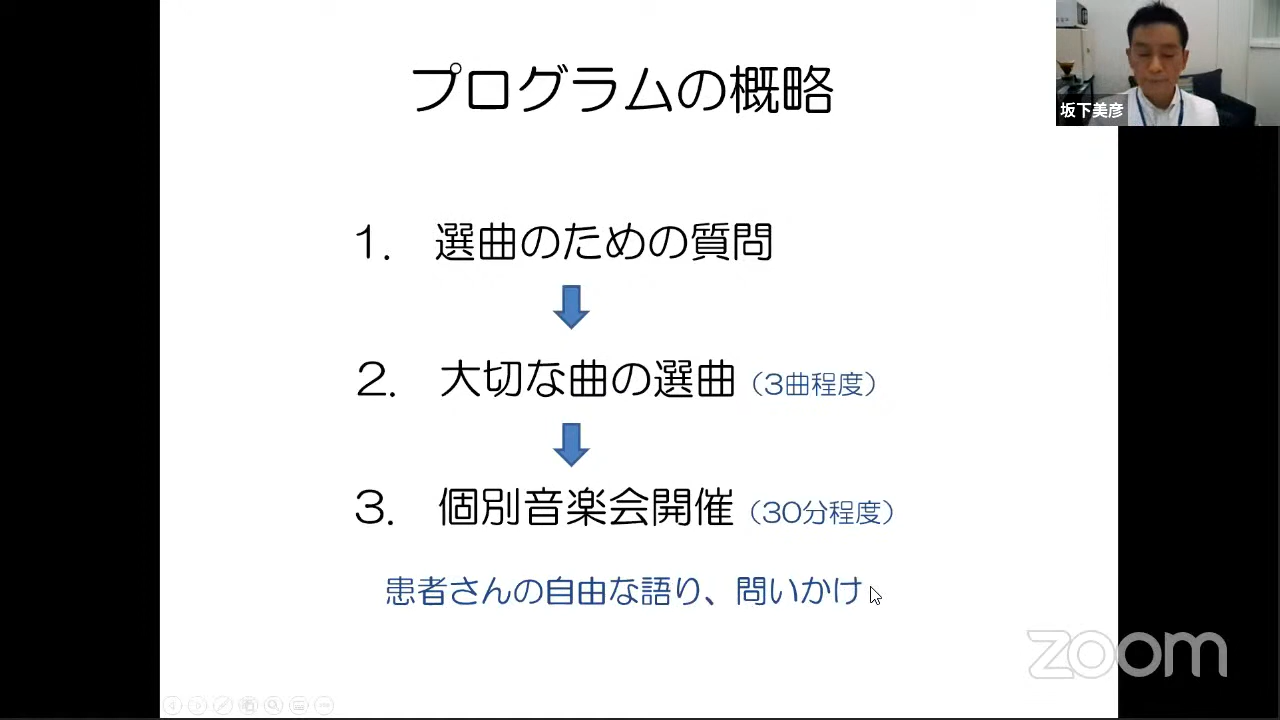 プログラムの概略
坂下美彦
1. 選曲のための質問
2. 大切な曲の選曲（3曲程度）
3. 個別音楽会開催（30分程度）
患者さんの自由な語り、問いかけ
zoom